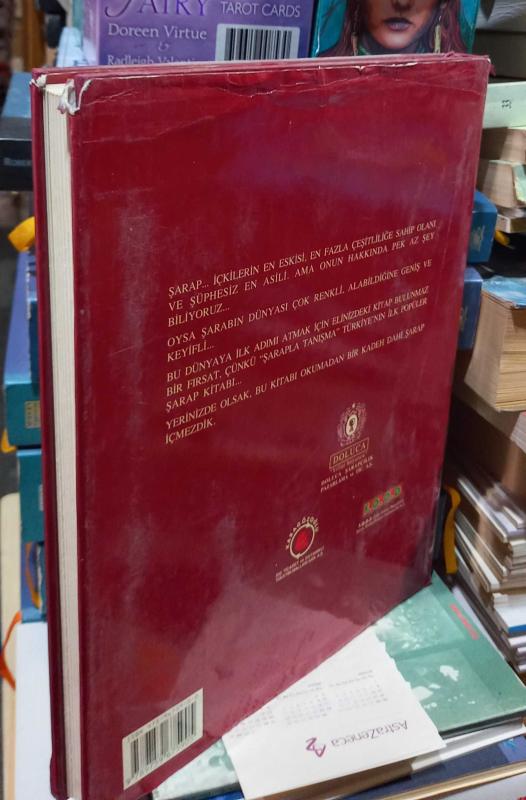 FAIRY TAROT CARDS
Doreen Virtue
&
Radleigh
ŞARAP... İÇKİLERİN EN ESKİSİ, EN FAZLA ÇEŞİTLİLİĞE SAHİP OLANI
VE ŞÜPHESİZ EN ASİLİ. AMA ONUN HAKKINDA PEK AZ ŞEY
BİLİYORUZ...
OYSA ŞARABIN DÜNYASI ÇOK RENKLİ, ALABİLDİĞİNE GENİŞ VE
KEYİFLİ...
BU DÜNYAYA İLK ADIMI ATMAK İÇİN ELİNİZDEKİ KİTAP BULUNMAZ
BİR FIRSAT, ÇÜNKÜ "ŞARAPLA TANIŞMA" TÜRKİYE'NİN İLK POPÜLER
ŞARAP KİTABI...
YERİNİZDE OLSAK, BU KİTABI OKUMADAN BİR KADEH DAHİ ŞARAP
İÇMEZDİK.
DOLUCA
DOLUCA ŞARAPÇILIK
PAZARLAMA
AstraZeneca